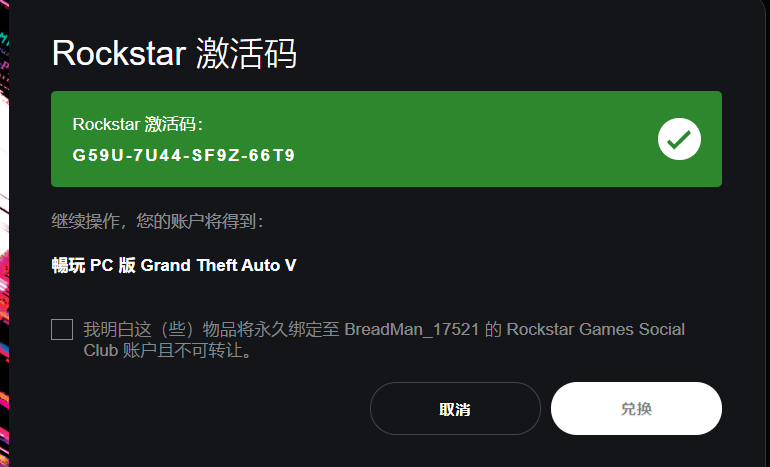 Rockstar 激活码
Rockstar 激活码：
G59U-7U44-SF9Z-66T9
继续操作，您的账户将得到：
暢玩 PC 版 Grand Theft Auto V
我明白这（些）物品将永久绑定至 BreadMan_17521 的 Rockstar Games Social
Club 账户且不可转让。
取消
兑换